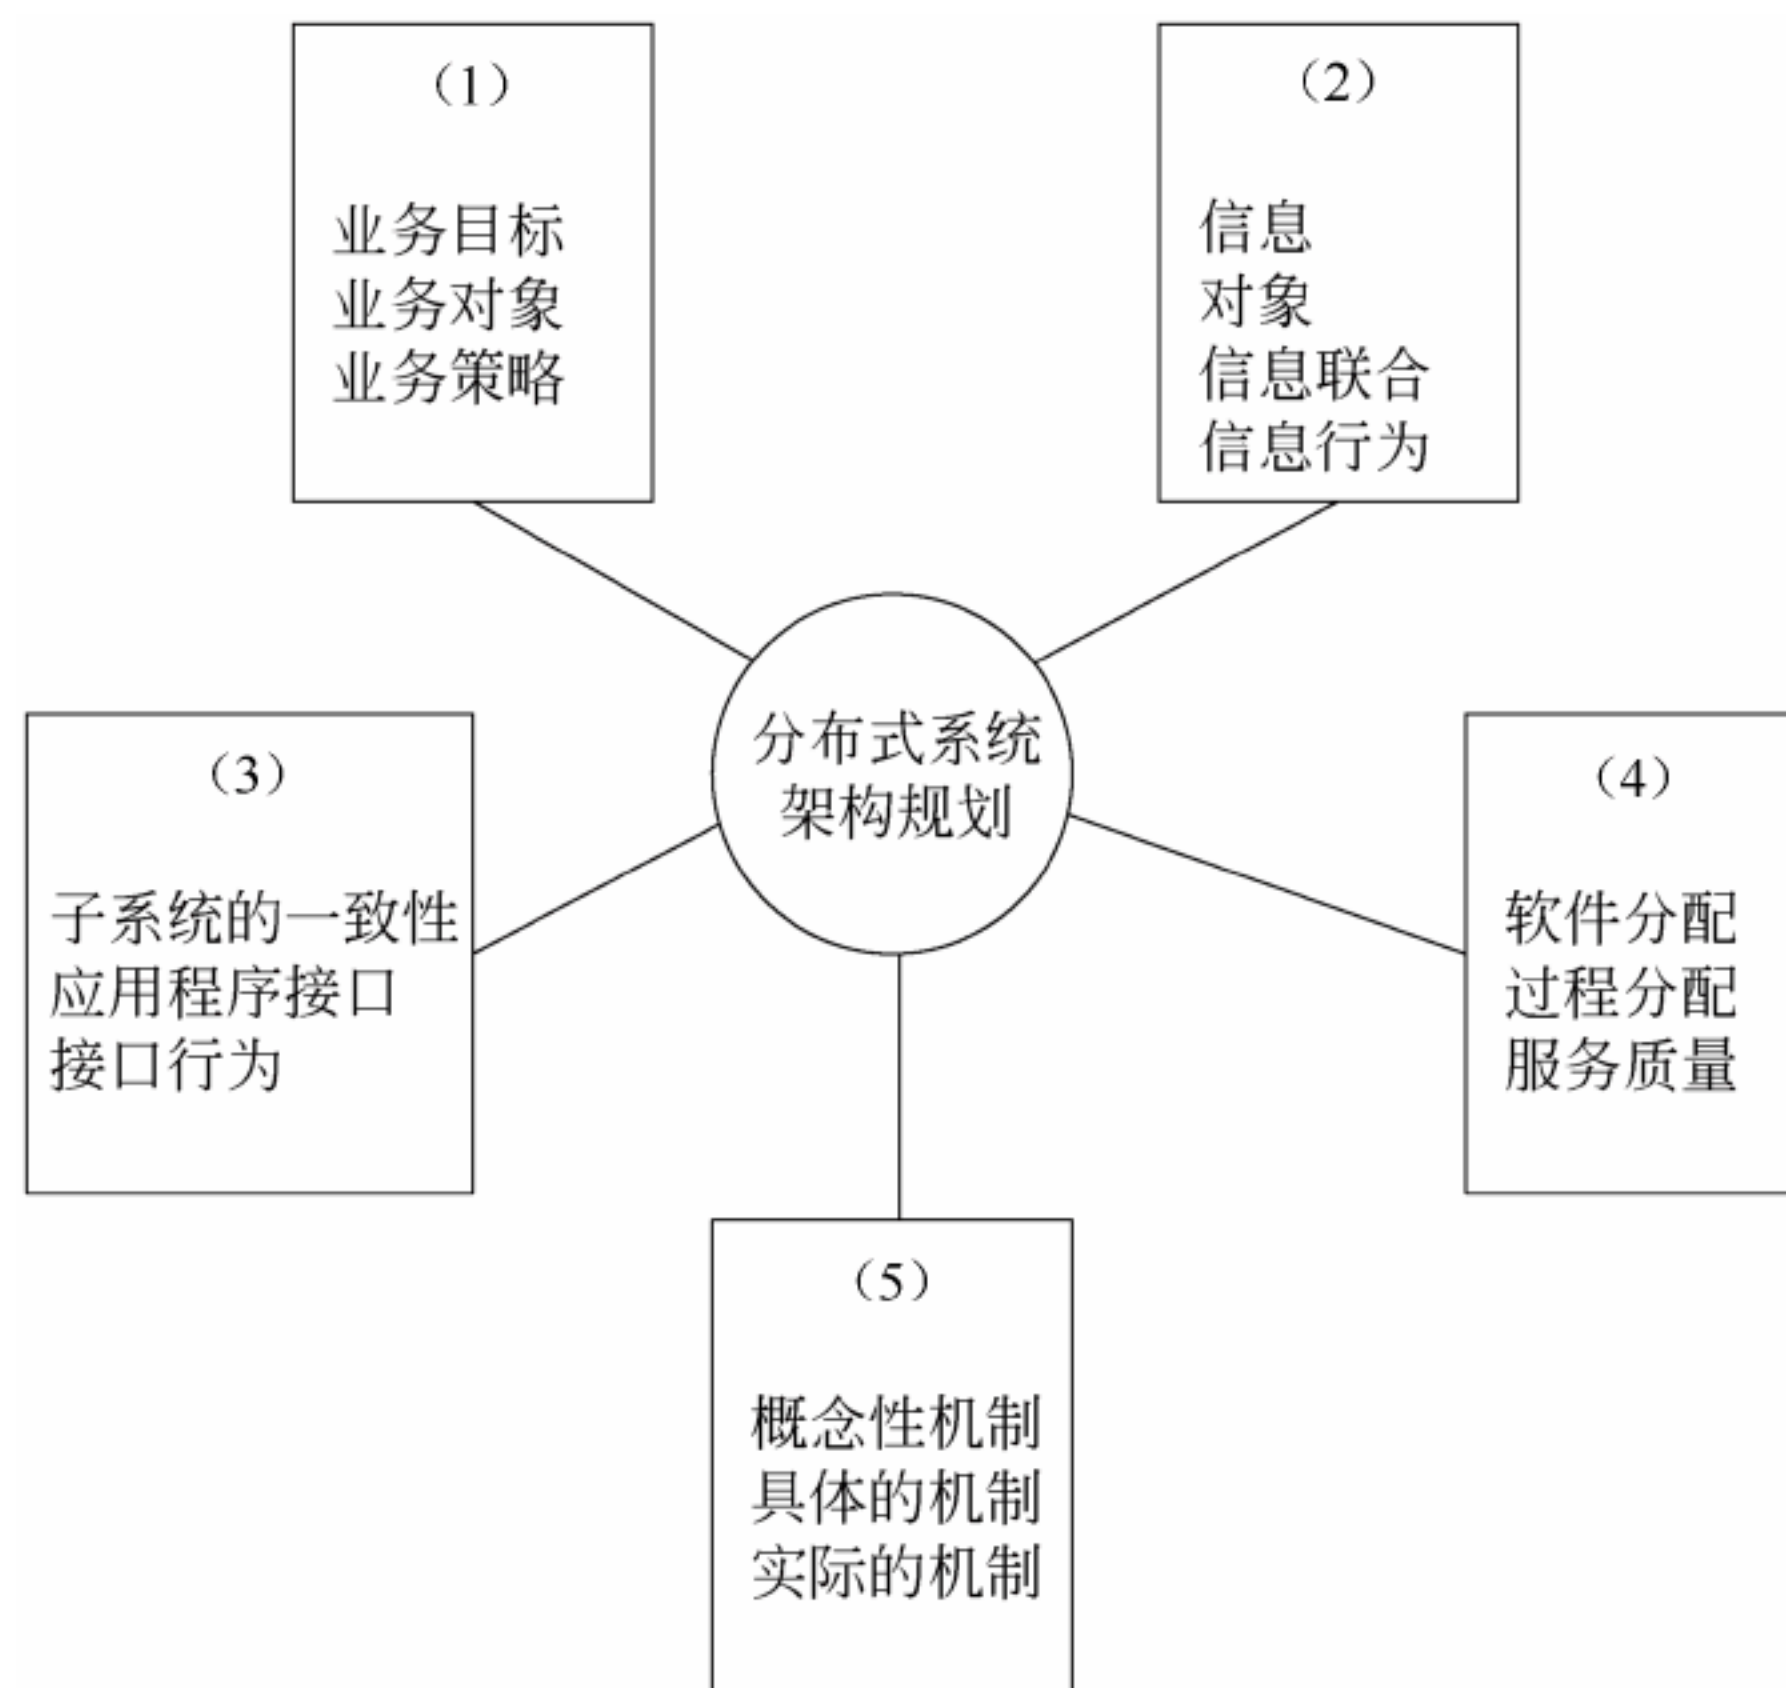 （1）
业务目标
业务对象
业务策略
（2）
信息
对象
信息联合
信息行为
分布式系统
架构规划
（3）
子系统的一致性
应用程序接口
接口行为
（4）
软件分配
过程分配
服务质量
（5）
概念性机制
具体的机制
实际的机制